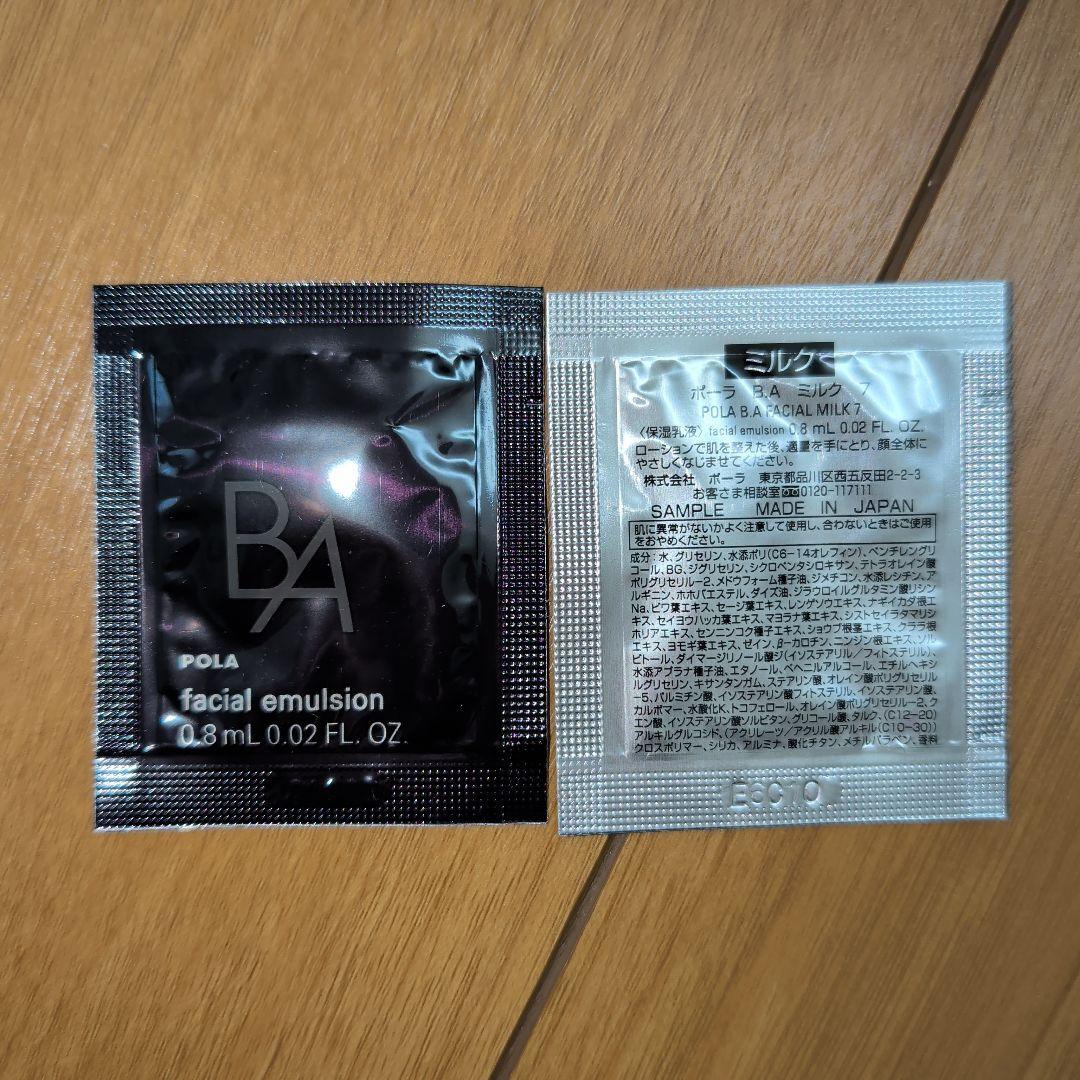 BA
POLA
facial emulsion
0.8 mL 0.02 FL. OZ.
ミルク
ポーラ B.A ミルク 7
POLA B.A FACIAL MILK 7
〈保湿乳液〉facial emulsion 0.8 mL 0.02 FL. OZ.
ローションで肌を整えた後、適量を手にとり、顔全体に
やさしくなじませてください。
株式会社 ポーラ 東京都品川区西五反田2-2-3
お客さま相談室0120-117111
SAMPLE MADE IN JAPAN
肌に異常がないかよく注意して使用し、合わないときはご使用
をおやめください。
成分：水、グリセリン、水添ポリ(C6-14オレフィン)、ペンチレングリ
コール、BG、ジグリセリン、シクロペンタシロキサン、テトラオレイン酸
ポリグリセリル-2、メドウフォーム種子油、ジメチコン、水添レシチン、ア
ルギニン、ホホバエステル、ダイズ油、ジラウロイルグルタミン酸リシン
Na、ビワ葉エキス、セージ葉エキス、レンゲソウエキス、ナギイカダ根エ
キス、セイヨウハッカ葉エキス、マヨラナ葉エキス、シストセイラタマリシ
ホリアエキス、センニンコク種子エキス、ショウブ根茎エキス、クララ根
エキス、ヨモギ葉エキス、ゼイン、β-カロチン、ニンジン根エキス、ソル
ビトール、ダイマージリノール酸ジ(イソステアリル/フィトステリル)、
水添アブラナ種子油、エタノール、ベヘニルアルコール、エチルヘキシ
ルグリセリン、キサンタンガム、ステアリン酸、オレイン酸ポリグリセリル
-5、パルミチン酸、イソステアリン酸フィトステリル、イソステアリン酸、
カルボマー、水酸化K、トコフェロール、オレイン酸ポリグリセリル-2、ク
エン酸、イソステアリン酸ソルビタン、グリコール酸、タルク、(C12-20)
アルキルグルコシド、(アクリレーツ/アクリル酸アルキル(C10-30))
クロスポリマー、シリカ、アルミナ、酸化チタン、メチルパラベン、香料